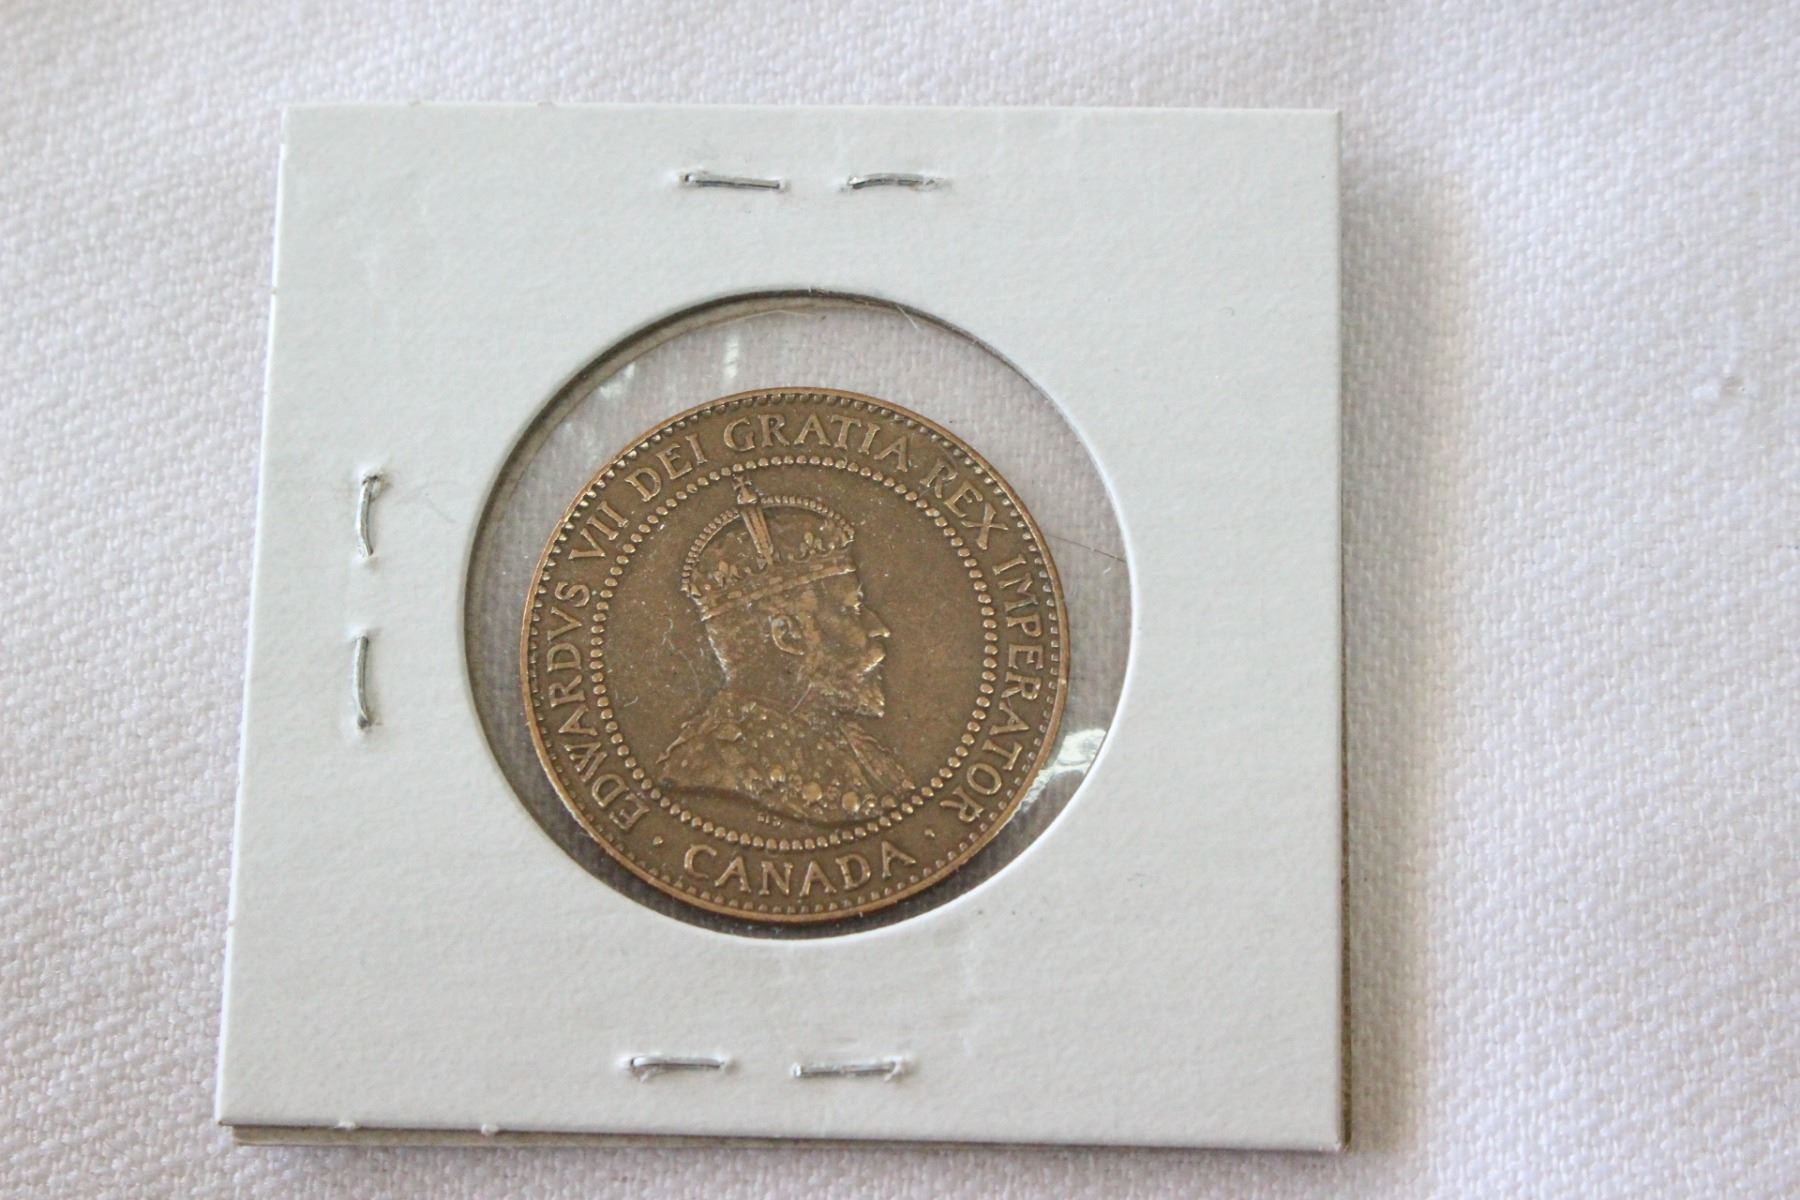 EDWARDVS VII DEI GRATIA REX IMPERATOR
CANADA